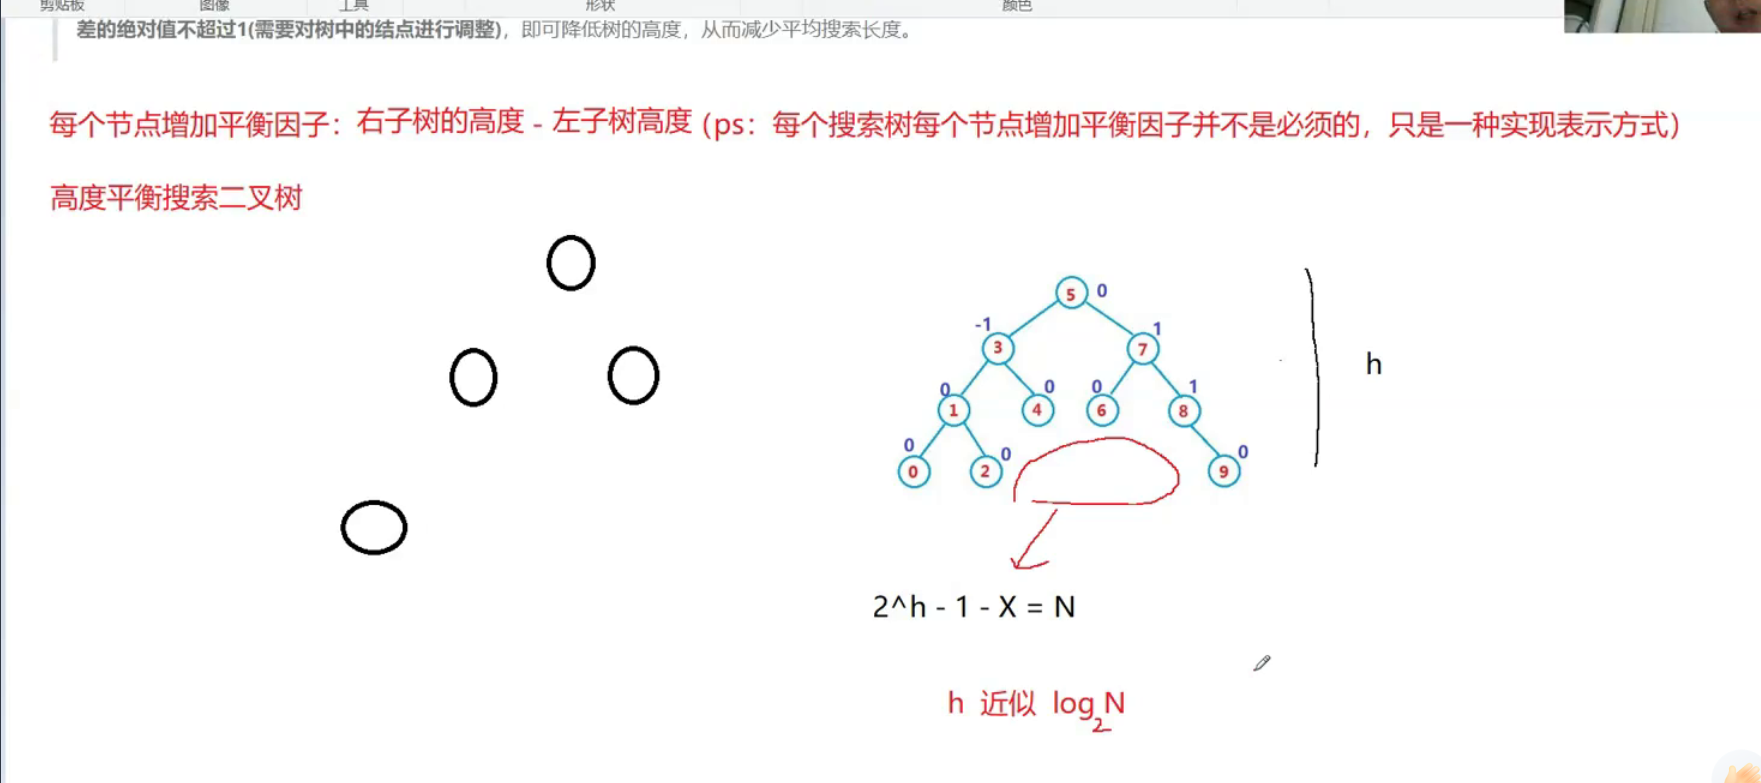 剪贴板 图像 工具 形状 颜色
差的绝对值不超过1(需要对树中的结点进行调整)，即可降低树的高度，从而减少平均搜索长度。
每个节点增加平衡因子：右子树的高度 - 左子树高度 (ps：每个搜索树每个节点增加平衡因子并不是必须的，只是一种实现表示方式）
高度平衡搜索二叉树
5 0
-1 1
3 7
h
0 0 0 1
1 4 6 8
0 0 0
0 2 9
2^h - 1 - X = N
h 近似 log2N